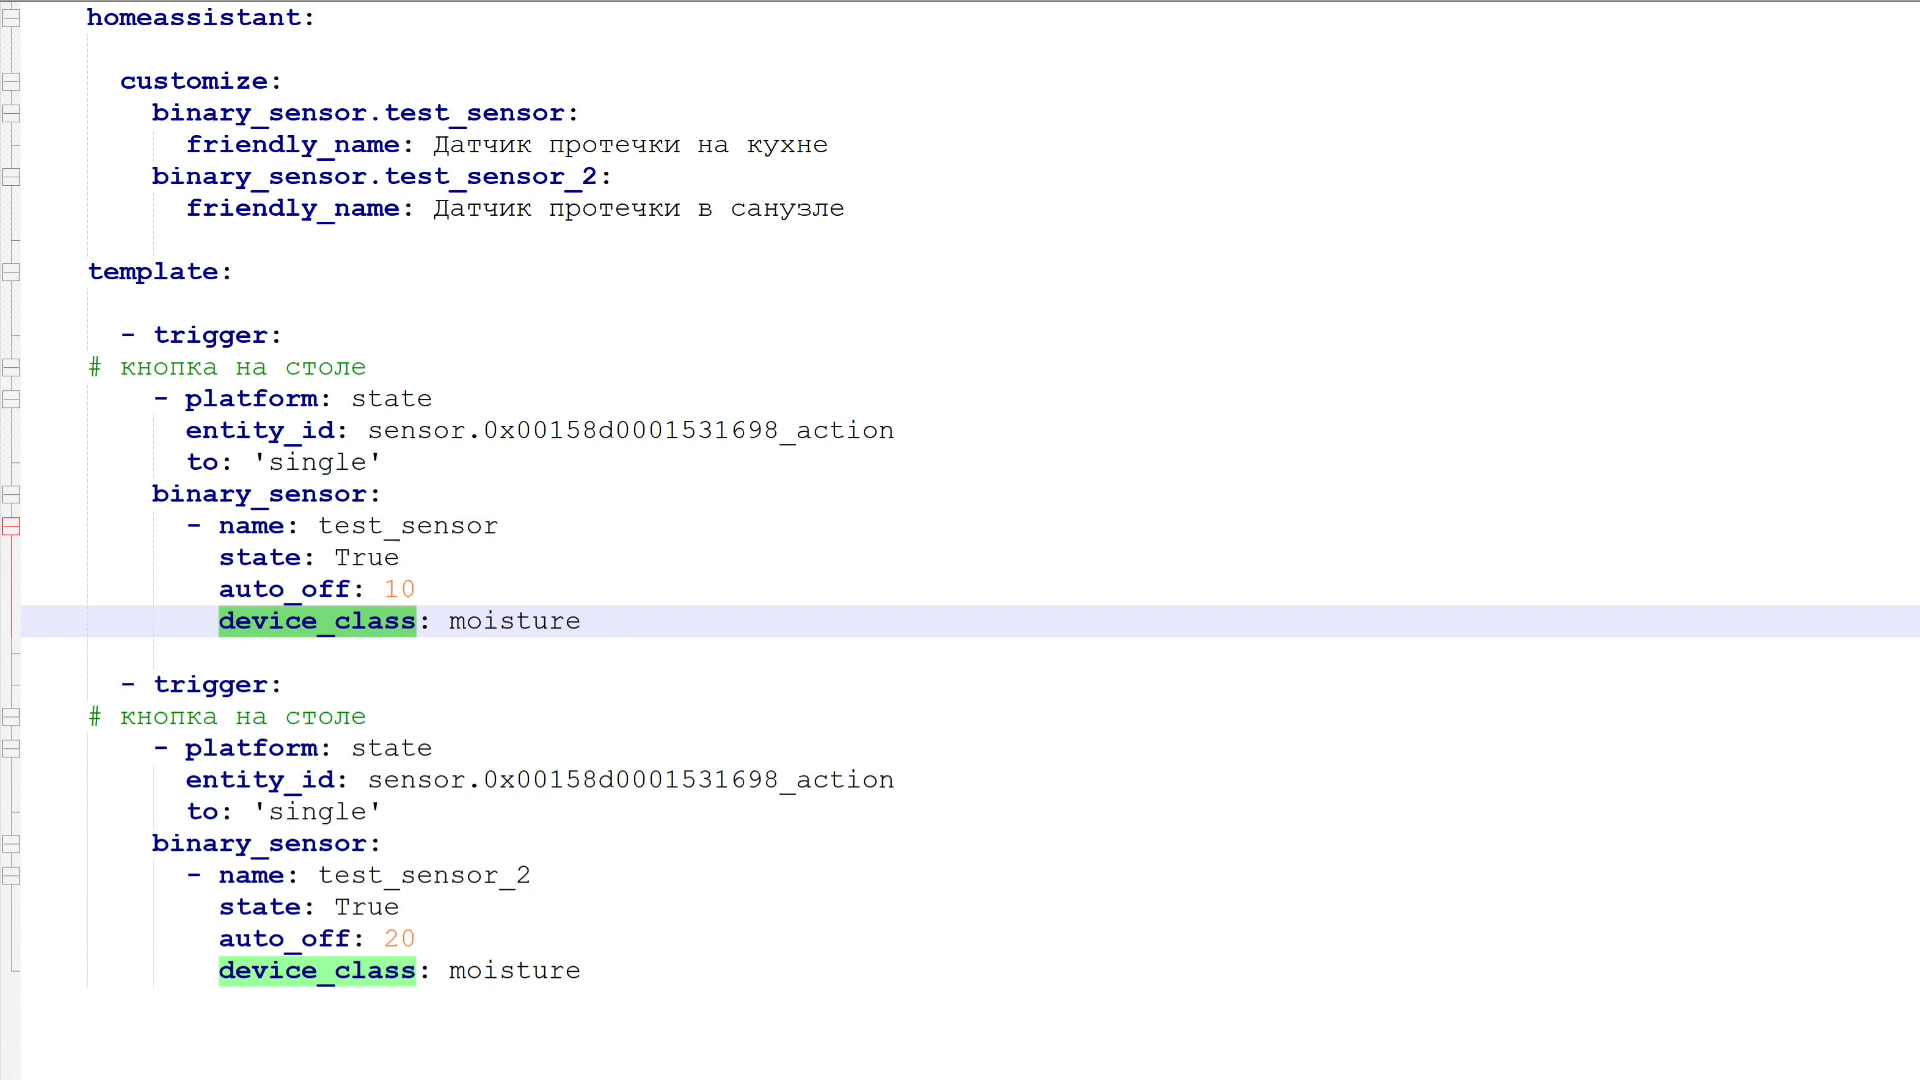 homeassistant:
customize:
binary_sensor.test_sensor:
friendly_name: Датчик протечки на кухне
binary_sensor.test_sensor_2:
friendly_name: Датчик протечки в санузле
template:
- trigger:
# кнопка на столе
- platform: state
entity_id: sensor.0x00158d0001531698_action
to: 'single'
binary_sensor:
- name: test_sensor
state: True
auto_off: 10
device_class: moisture
- trigger:
# кнопка на столе
- platform: state
entity_id: sensor.0x00158d0001531698_action
to: 'single'
binary_sensor:
- name: test_sensor_2
state: True
auto_off: 20
device_class: moisture